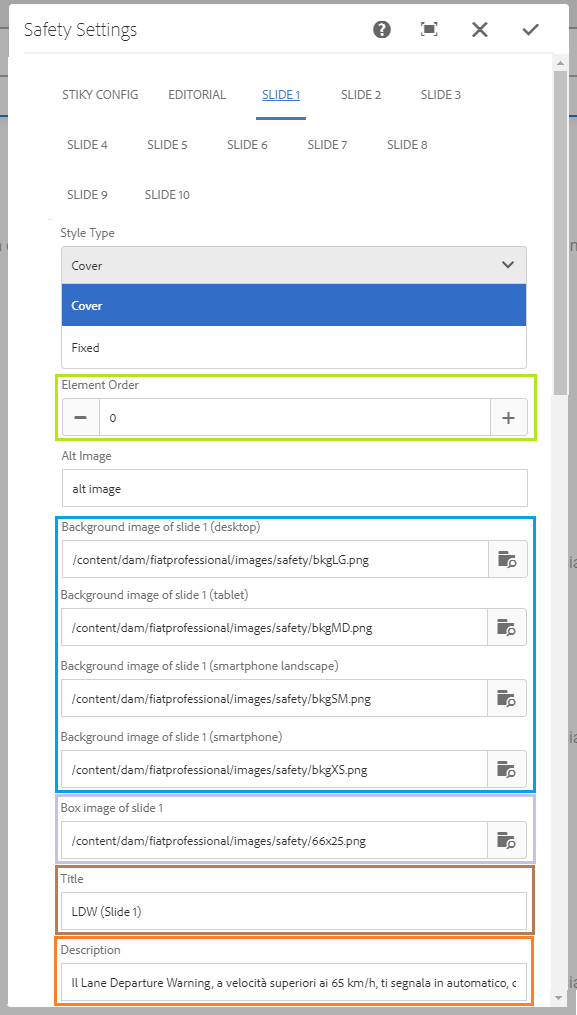 Safety Settings
STIKY CONFIG EDITORIAL SLIDE 1 SLIDE 2 SLIDE 3
SLIDE 4 SLIDE 5 SLIDE 6 SLIDE 7 SLIDE 8
SLIDE 9 SLIDE 10
Style Type
Cover
Cover
Fixed
Element Order
0
Alt Image
alt image
Background image of slide 1 (desktop)
/content/dam/fiatprofessional/images/safety/bkgLG.png
Background image of slide 1 (tablet)
/content/dam/fiatprofessional/images/safety/bkgMD.png
Background image of slide 1 (smartphone landscape)
/content/dam/fiatprofessional/images/safety/bkgSM.png
Background image of slide 1 (smartphone)
/content/dam/fiatprofessional/images/safety/bkgXS.png
Box image of slide 1
/content/dam/fiatprofessional/images/safety/66x25.png
Title
LDW (Slide 1)
Description
Il Lane Departure Warning, a velocità superiori ai 65 km/h, ti segnala in automatico,